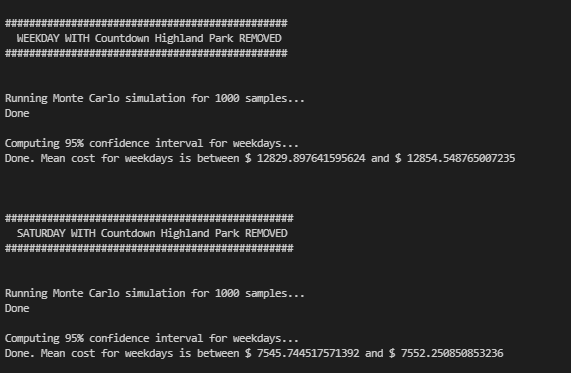 ###############################################
WEEKDAY WITH Countdown Highland Park REMOVED
###############################################
Running Monte Carlo simulation for 1000 samples...
Done
Computing 95% confidence interval for weekdays...
Done. Mean cost for weekdays is between $ 12829.897641595624 and $ 12854.548765007235
################################################
SATURDAY WITH Countdown Highland Park REMOVED
################################################
Running Monte Carlo simulation for 1000 samples...
Done
Computing 95% confidence interval for weekdays...
Done. Mean cost for weekdays is between $ 7545.744517571392 and $ 7552.250850853236